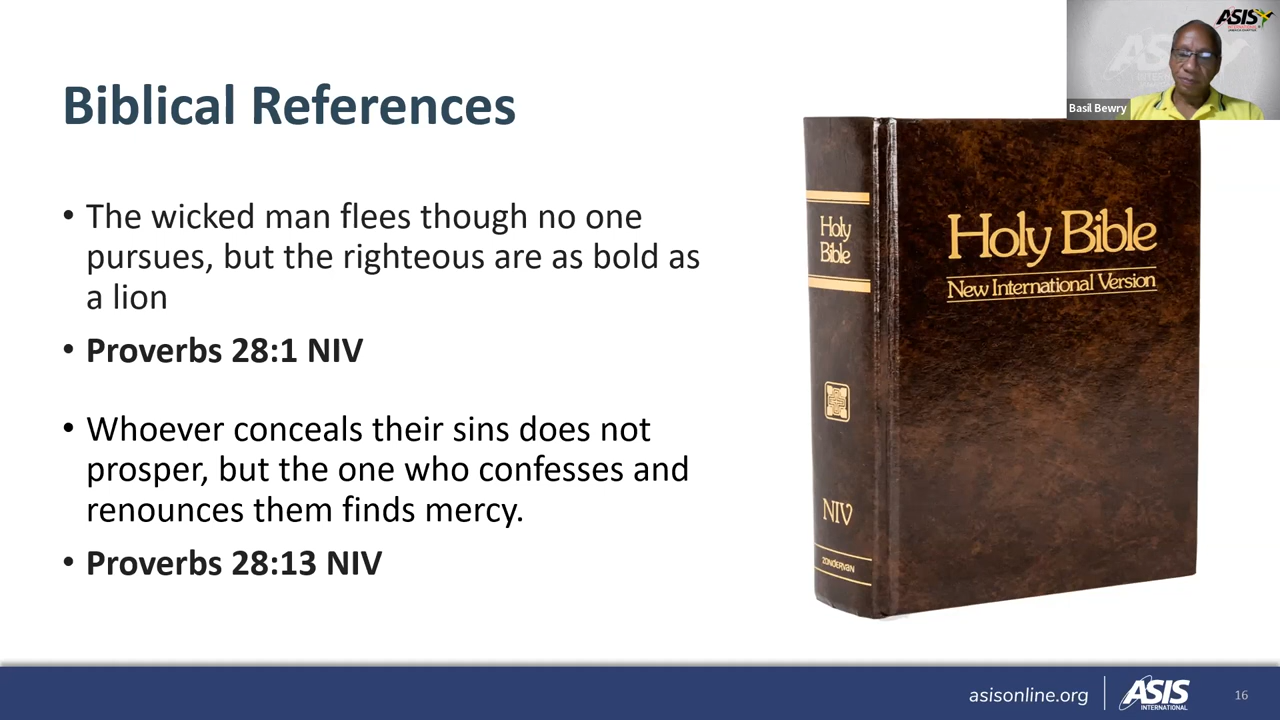 Biblical References
• The wicked man flees though no one
pursues, but the righteous are as bold as
a lion
• Proverbs 28:1 NIV
• Whoever conceals their sins does not
prosper, but the one who confesses and
renounces them finds mercy.
• Proverbs 28:13 NIV
Holy
Bible
NIV
ZONDERVAN
Holy Bible
New International Version
ASIS
INTERNATIONAL
Basil Bewry
asisonline.org
ASIS
INTERNATIONAL
16